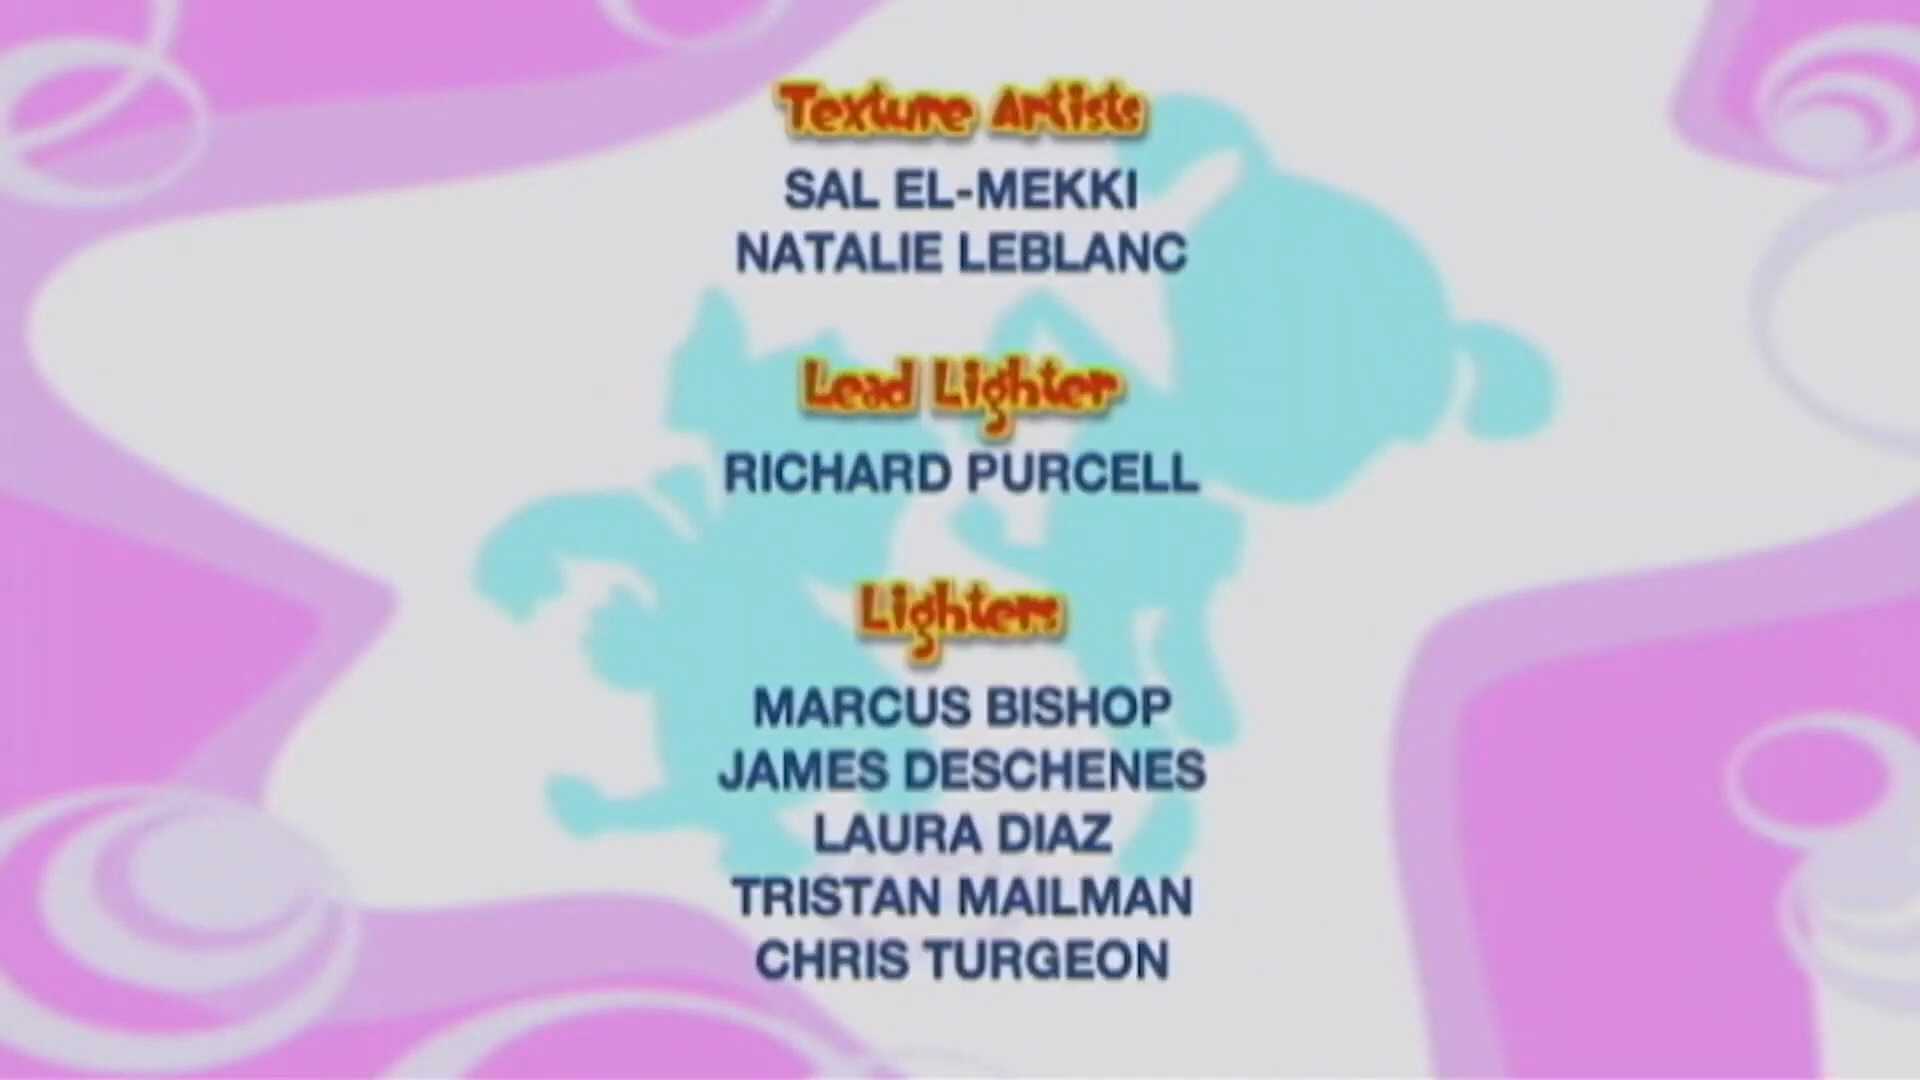 Texture Artists
SAL EL-MEKKI
NATALIE LEBLANC
Lead Lighter
RICHARD PURCELL
Lighters
MARCUS BISHOP
JAMES DESCHENES
LAURA DIAZ
TRISTAN MAILMAN
CHRIS TURGEON